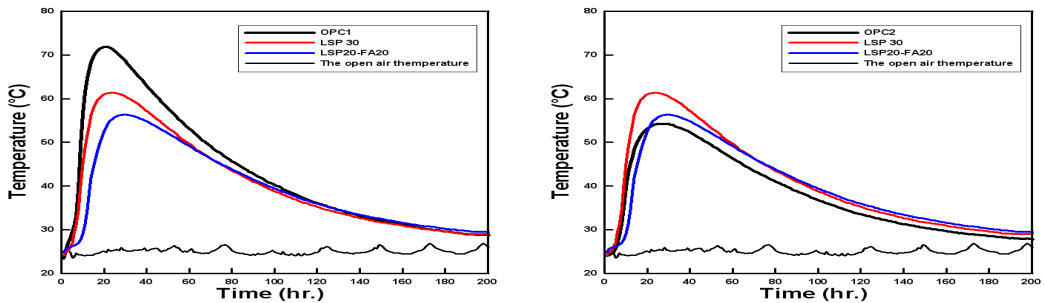 80
70
60
50
40
30
20
Temperature (°C)
OPC1
LSP 30
LSP20-FA20
The open air themperature
0 20 40 60 80 100 120 140 160 180 200
Time (hr.)
80
70
60
50
40
30
20
Temperature (°C)
OPC2
LSP 30
LSP20-FA20
The open air themperature
0 20 40 60 80 100 120 140 160 180 200
Time (hr.)